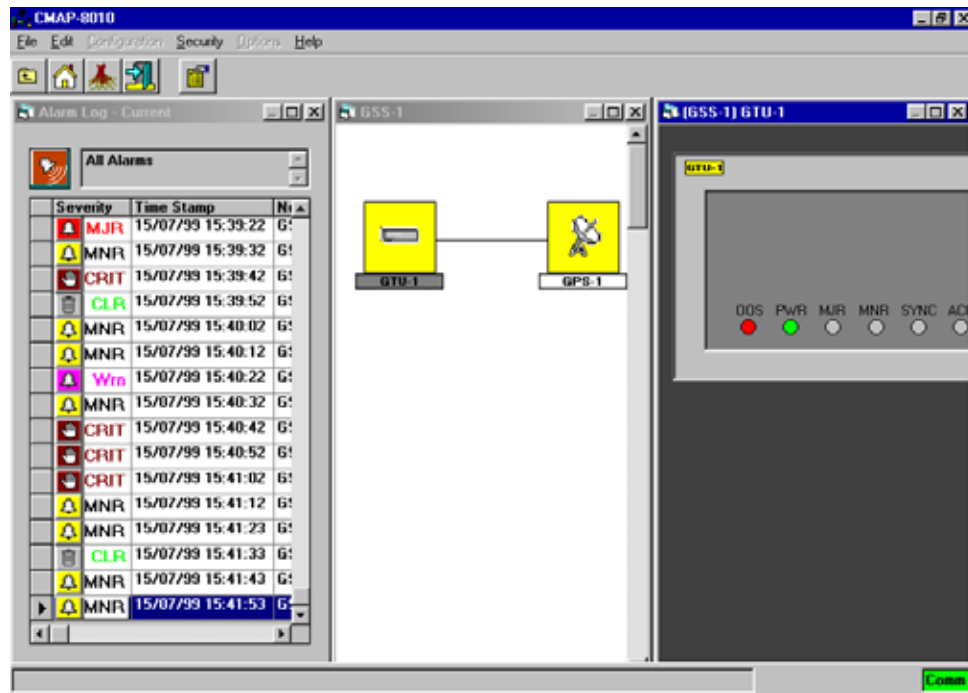 CMAP-8010
File Edit Configuration Security Options Help
Alarm Log - Current
All Alarms
Severity Time Stamp
MJR 15/07/99 15:39:22
MNR 15/07/99 15:39:32
CRIT 15/07/99 15:39:42
CLR 15/07/99 15:39:52
MNR 15/07/99 15:40:02
MNR 15/07/99 15:40:12
Wrn 15/07/99 15:40:22
MNR 15/07/99 15:40:32
CRIT 15/07/99 15:40:42
CRIT 15/07/99 15:40:52
CRIT 15/07/99 15:41:02
MNR 15/07/99 15:41:12
MNR 15/07/99 15:41:23
CLR 15/07/99 15:41:33
MNR 15/07/99 15:41:43
MNR 15/07/99 15:41:53
GSS-1
GTU-1 GPS-1
(GSS-1) GTU-1
GTU-1
OOS PWR MJR MNR SYNC
Comm